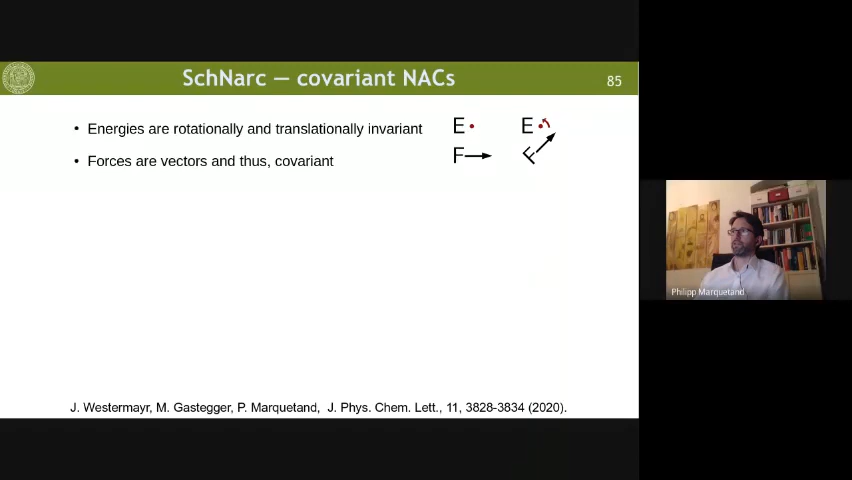 SchNarc — covariant NACs
85
• Energies are rotationally and translationally invariant
E
E
• Forces are vectors and thus, covariant
F
F
Philipp Marquetand
J. Westermayr, M. Gastegger, P. Marquetand, J. Phys. Chem. Lett., 11, 3828-3834 (2020).